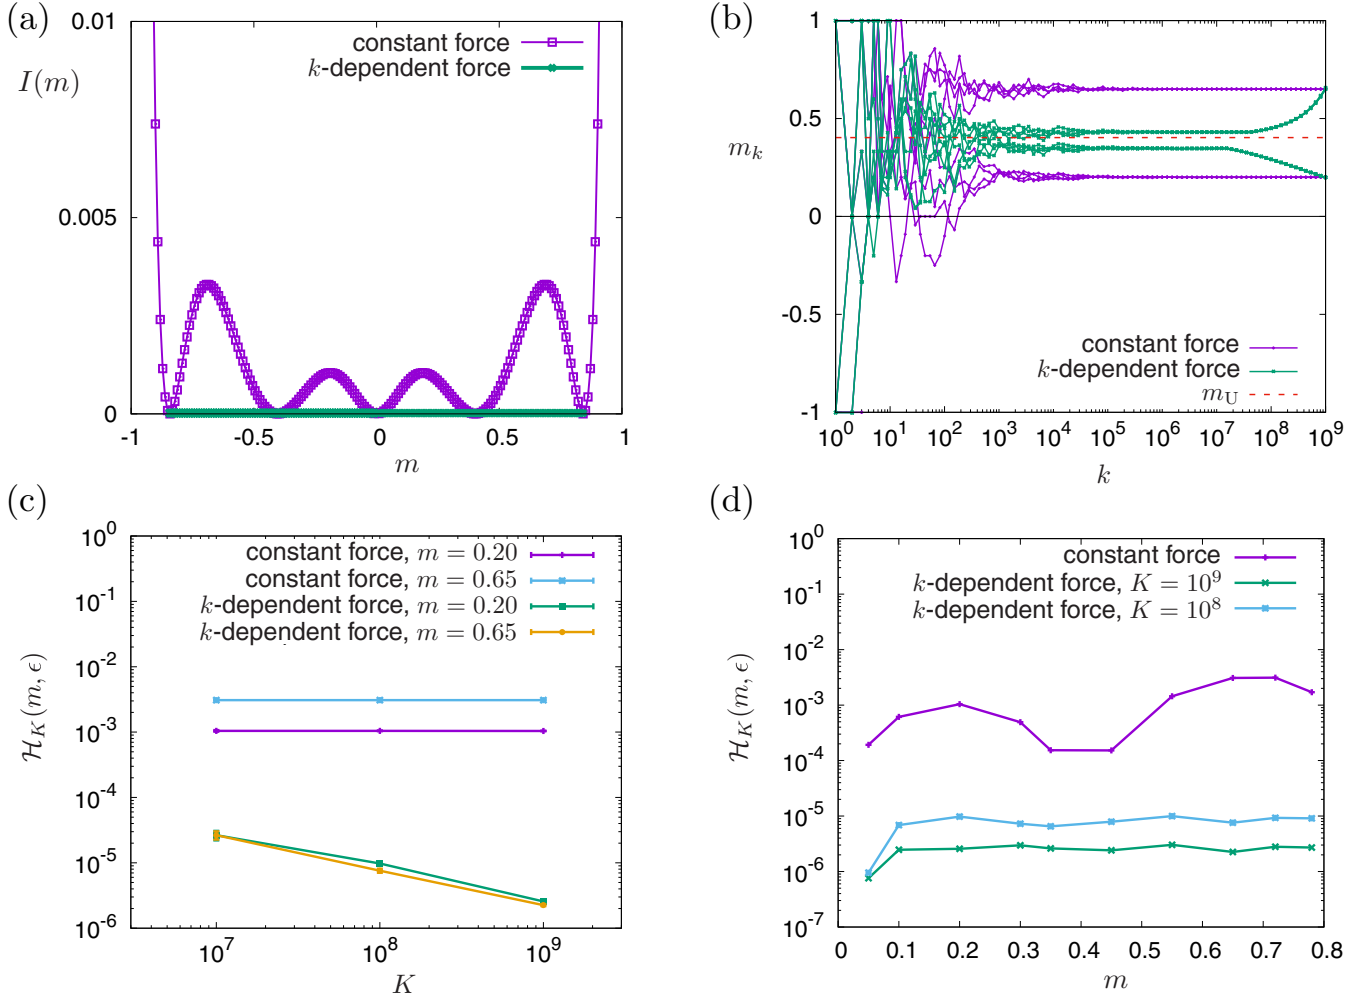 (a)
0.01
constant force
k-dependent force
I(m)
0.005
0
-1
-0.5
0
0.5
1
m
(b)
1
0.5
m_k
0
-0.5
-1
constant force
k-dependent force
m_U
10^0
10^1
10^2
10^3
10^4
10^5
10^6
10^7
10^8
10^9
k
(c)
10^0
10^-1
10^-2
10^-3
10^-4
10^-5
10^-6
constant force, m = 0.20
constant force, m = 0.65
k-dependent force, m = 0.20
k-dependent force, m = 0.65
ℋ_K(m, ϵ)
10^7
10^8
10^9
K
(d)
10^0
10^-1
10^-2
10^-3
10^-4
10^-5
10^-6
10^-7
constant force
k-dependent force, K = 10^9
k-dependent force, K = 10^8
ℋ_K(m, ϵ)
0
0.1
0.2
0.3
0.4
0.5
0.6
0.7
0.8
m